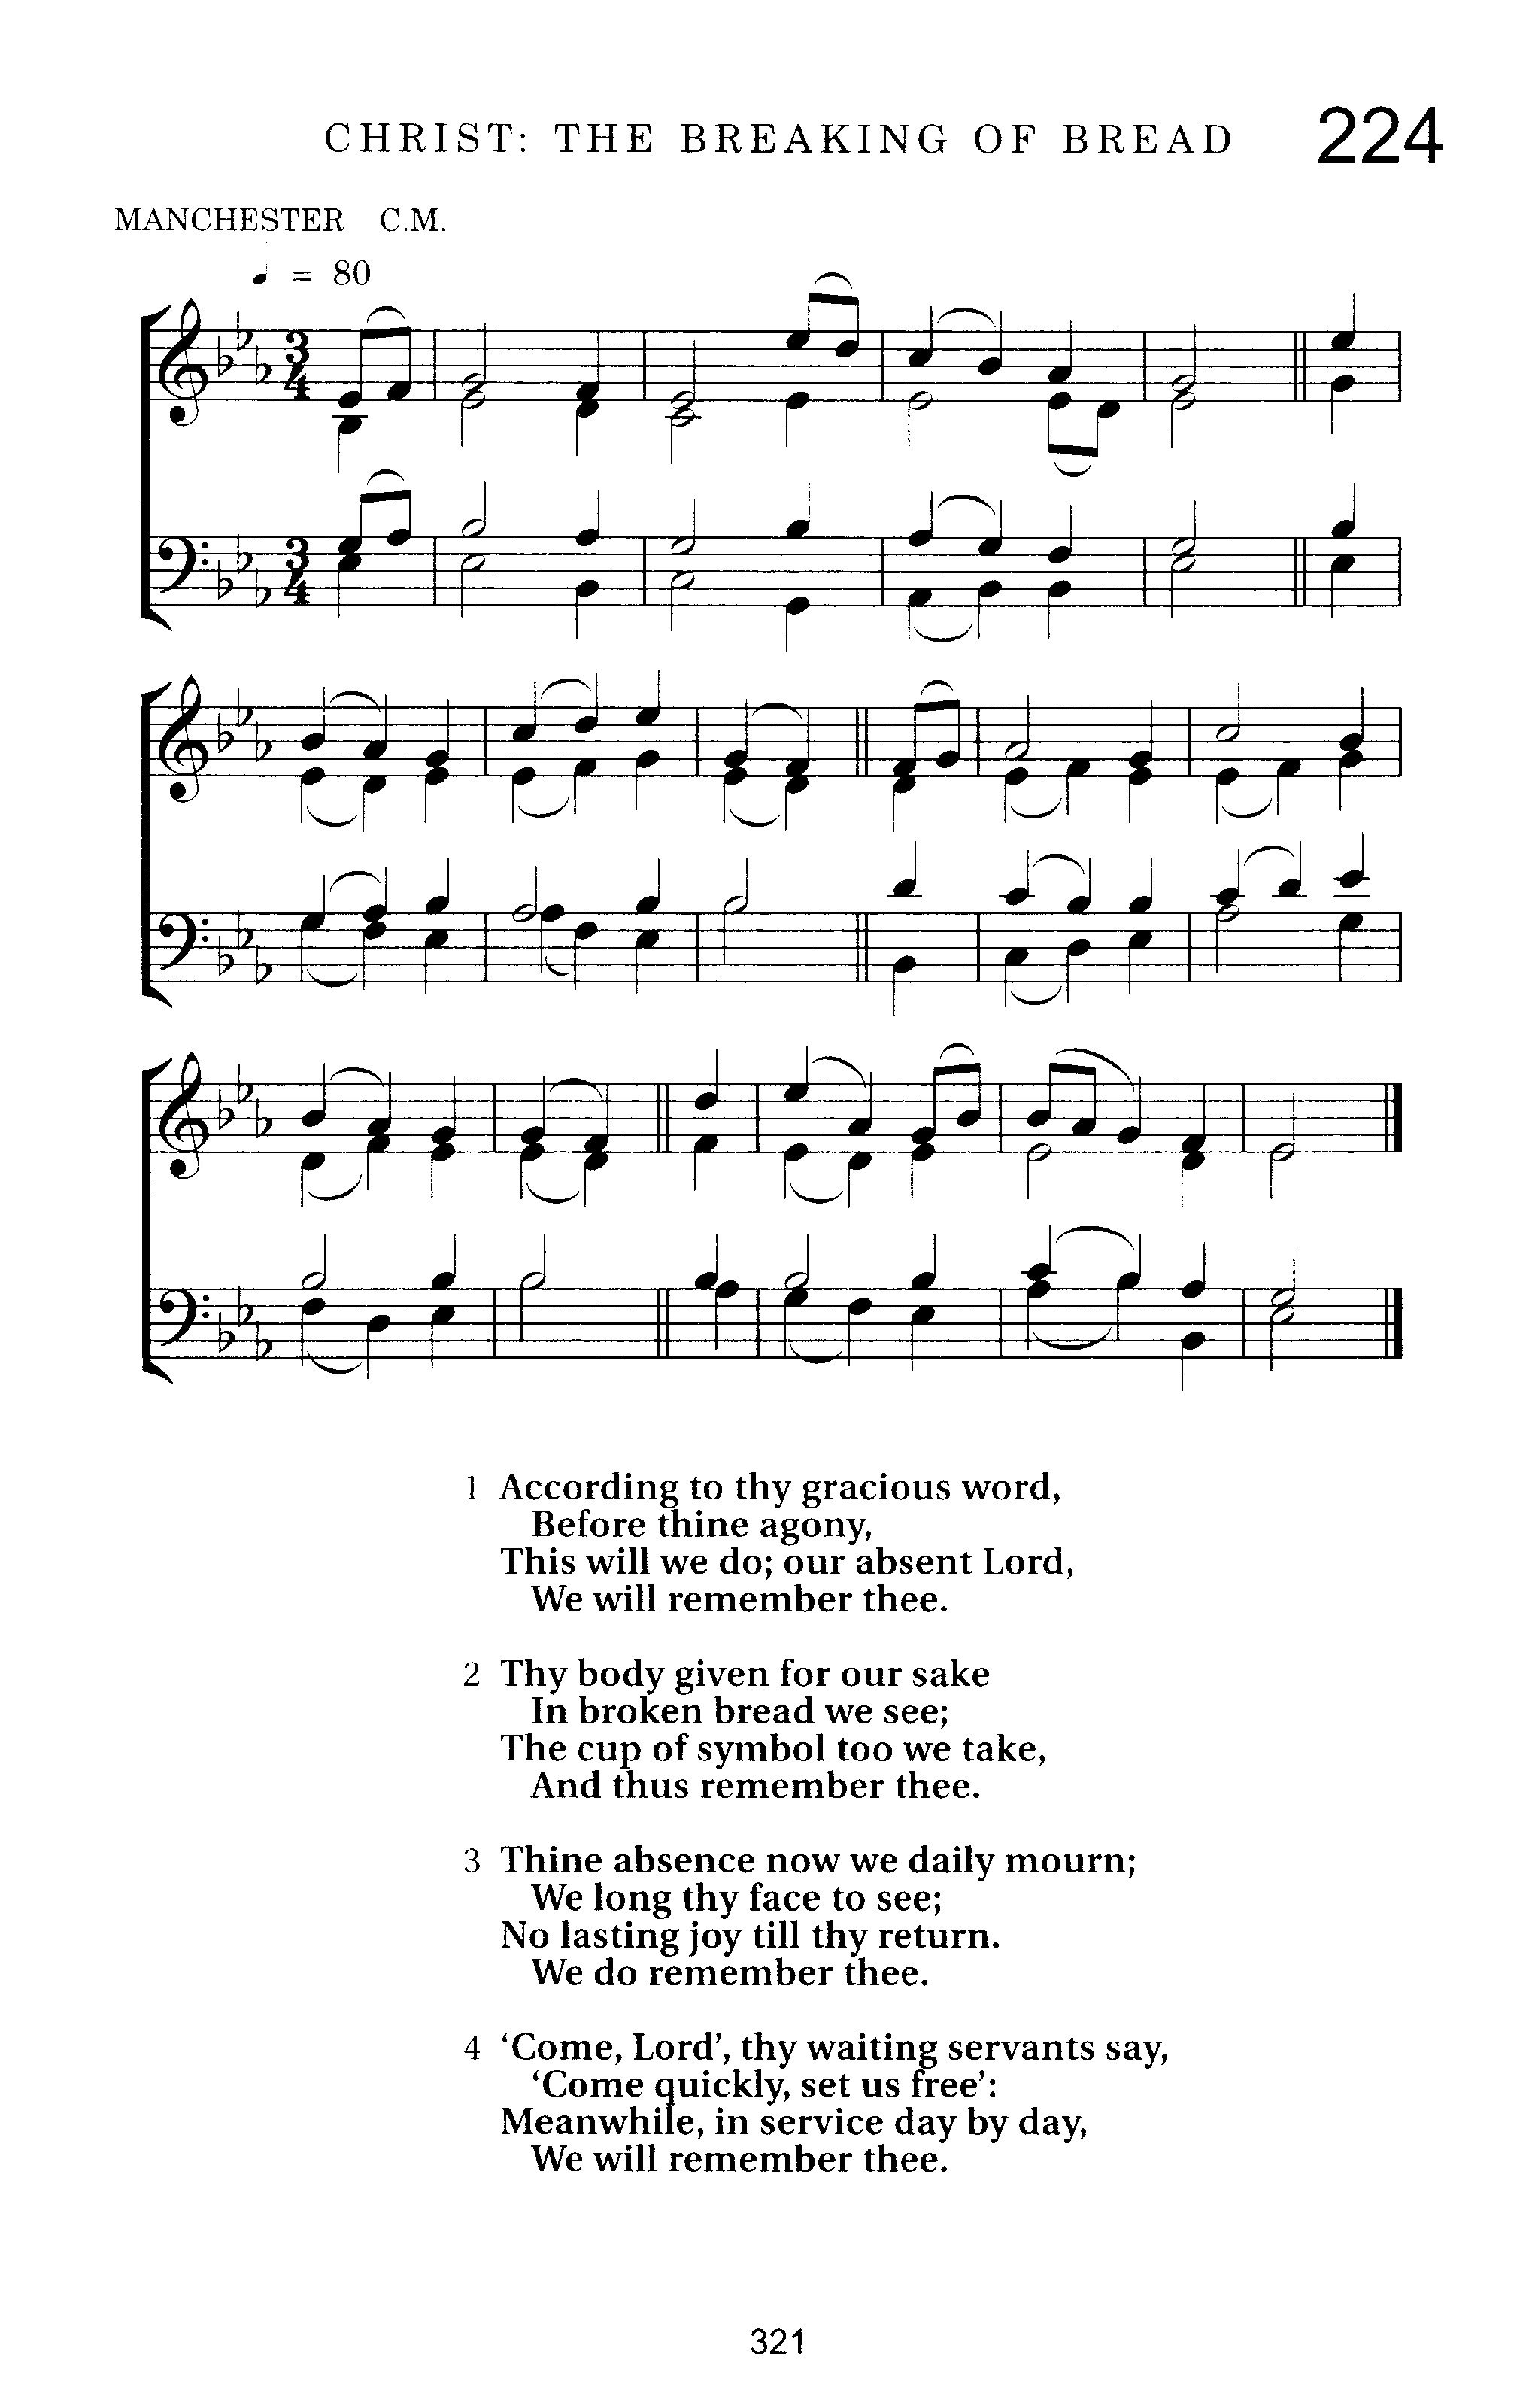 CHRIST: THE BREAKING OF BREAD 224
MANCHESTER C.M.
♩ = 80
3
4
3
4
1 According to thy gracious word,
Before thine agony,
This will we do; our absent Lord,
We will remember thee.
2 Thy body given for our sake
In broken bread we see;
The cup of symbol too we take,
And thus remember thee.
3 Thine absence now we daily mourn;
We long thy face to see;
No lasting joy till thy return.
We do remember thee.
4 ‘Come, Lord’, thy waiting servants say,
‘Come quickly, set us free’:
Meanwhile, in service day by day,
We will remember thee.
321